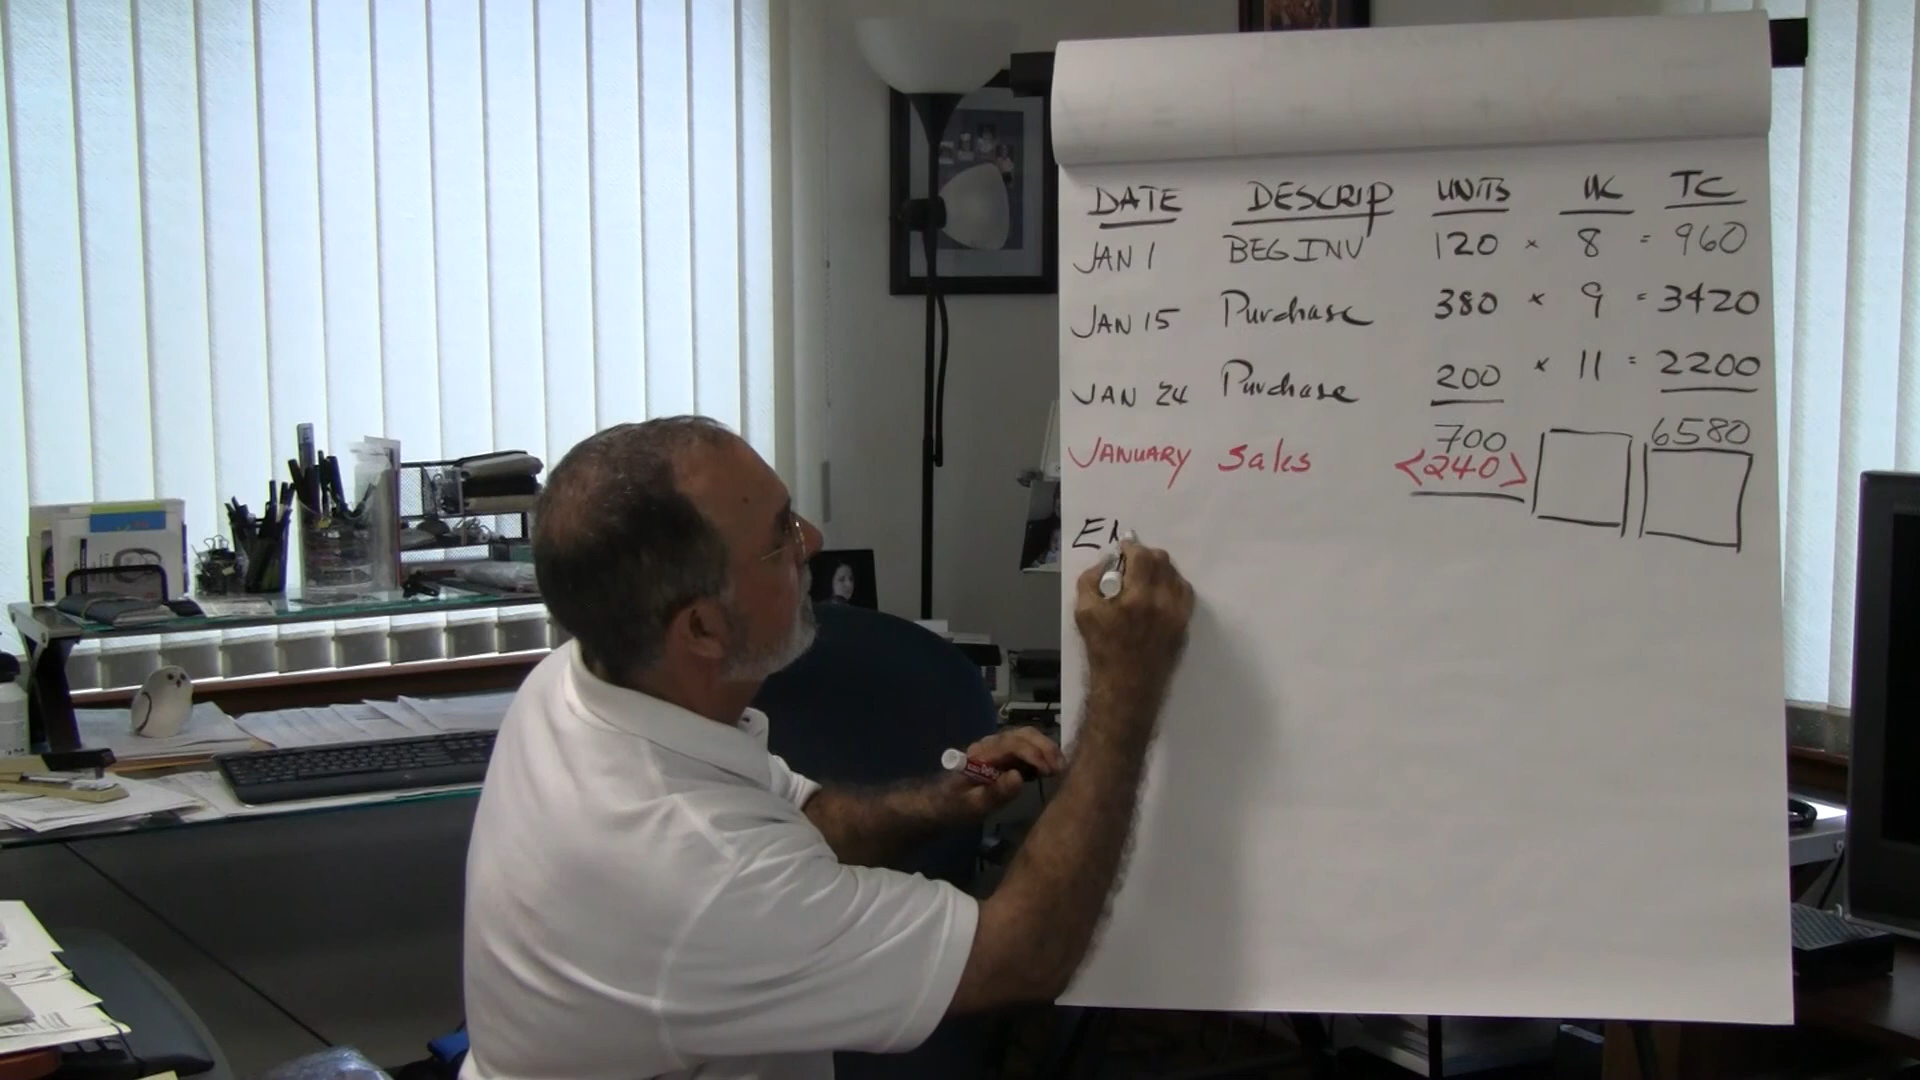 DATE DESCRIP UNITS UC TC
JAN 1 BEG INV 120 × 8 = 960
JAN 15 Purchase 380 × 9 = 3420
JAN 24 Purchase 200 × 11 = 2200
700 6580
JANUARY Sales <240>
EN